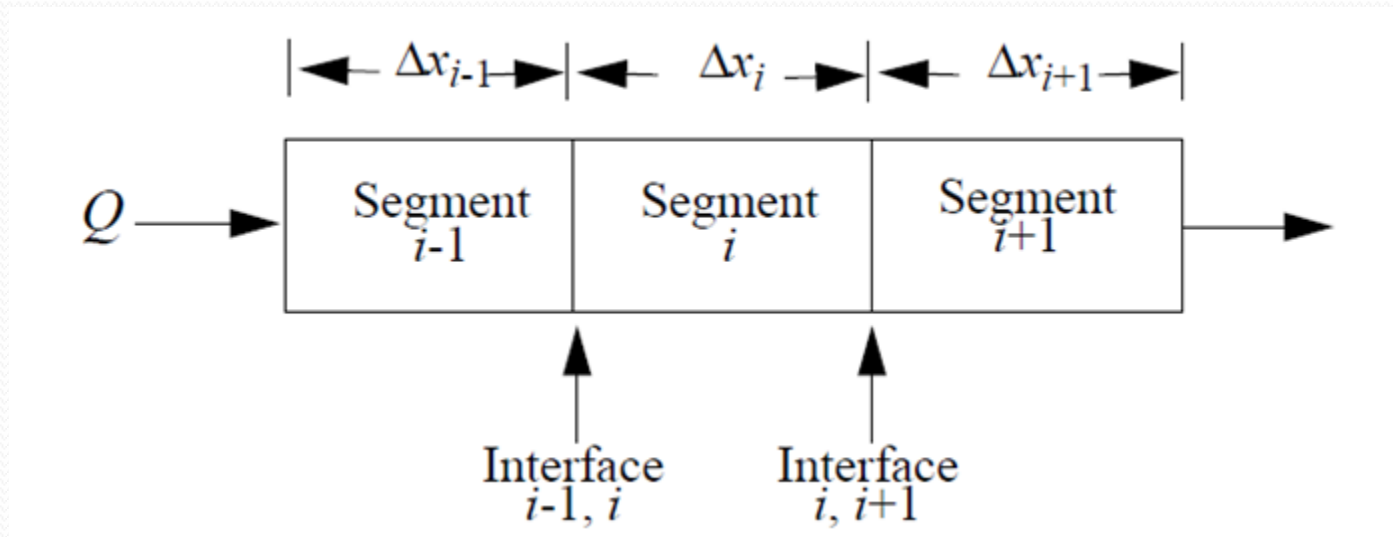 Δxi-1 Δxi Δxi+1
Q
Segment
i-1
Segment
i
Segment
i+1
Interface
i-1, i
Interface
i, i+1